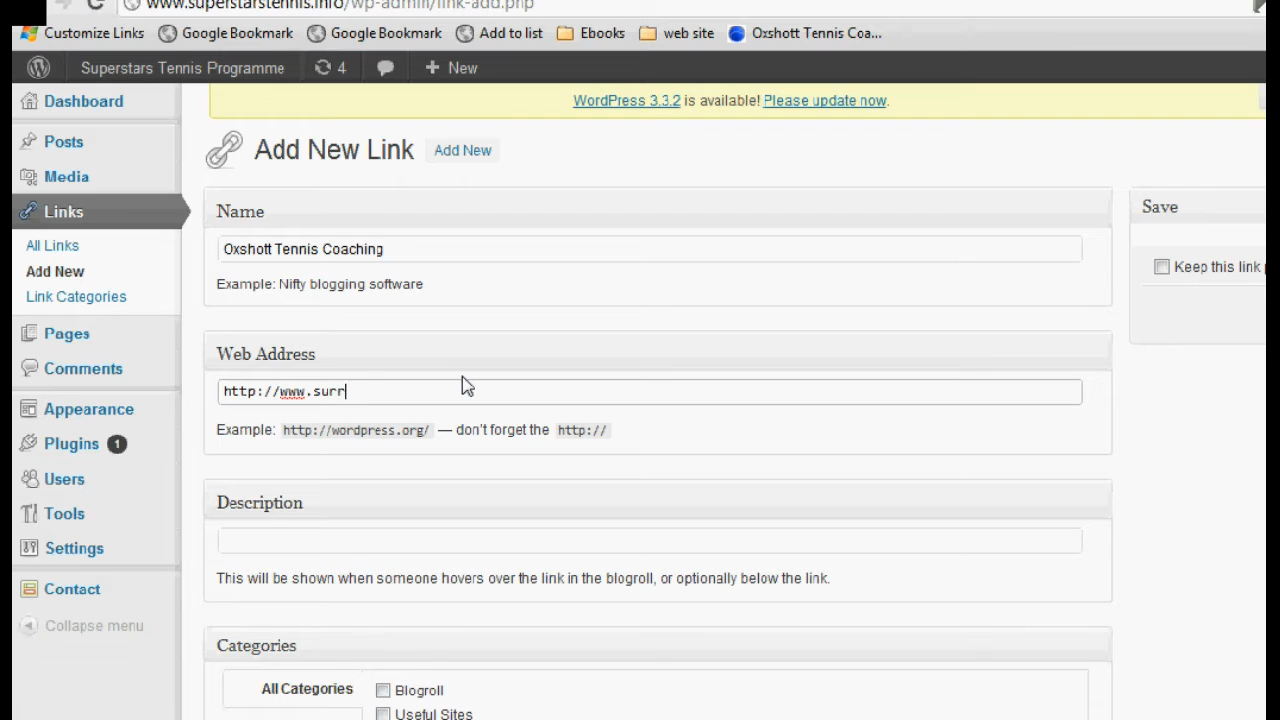 www.superstarstennis.info/wp-admin/link-add.php
Customize Links Google Bookmark Google Bookmark Add to list Ebooks web site Oxshott Tennis Coa...
Superstars Tennis Programme 4 + New
Dashboard
WordPress 3.3.2 is available! Please update now.
Posts
Add New Link Add New
Media
Links
Name
Save
All Links
Oxshott Tennis Coaching
Add New
Keep this link
Example: Nifty blogging software
Link Categories
Pages
Web Address
Comments
http://www.surr
Appearance
Example: http://wordpress.org/ — don't forget the http://
Plugins 1
Users
Description
Tools
Settings
This will be shown when someone hovers over the link in the blogroll, or optionally below the link.
Contact
Collapse menu
Categories
All Categories Blogroll
Useful Sites